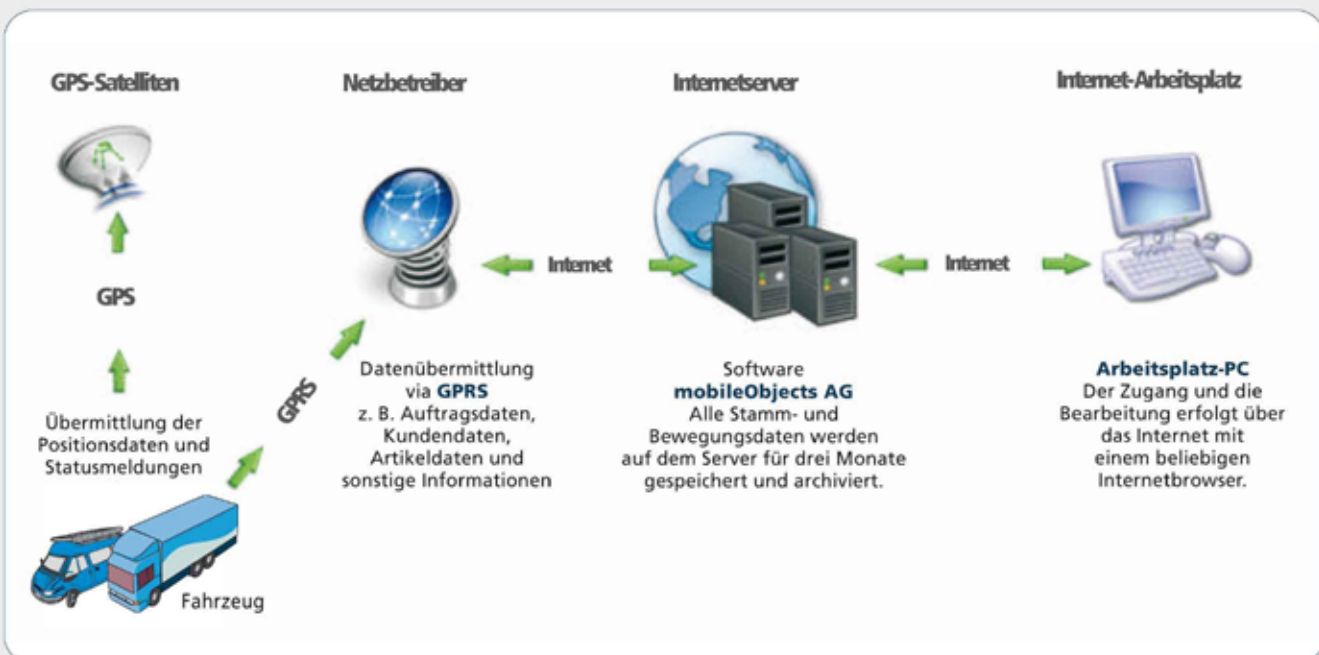 GPS-Satelliten
Netzbetreiber
Internetserver
Internet-Arbeitsplatz
GPS
Internet
Internet
Übermittlung der
Positionsdaten und
Statusmeldungen
Fahrzeug
GPRS
Datenübermittlung
via GPRS
z. B. Auftragsdaten,
Kundendaten,
Artikeldaten und
sonstige Informationen
Software
mobileObjects AG
Alle Stamm- und
Bewegungsdaten werden
auf dem Server für drei Monate
gespeichert und archiviert.
Arbeitsplatz-PC
Der Zugang und die
Bearbeitung erfolgt über
das Internet mit
einem beliebigen
Internetbrowser.